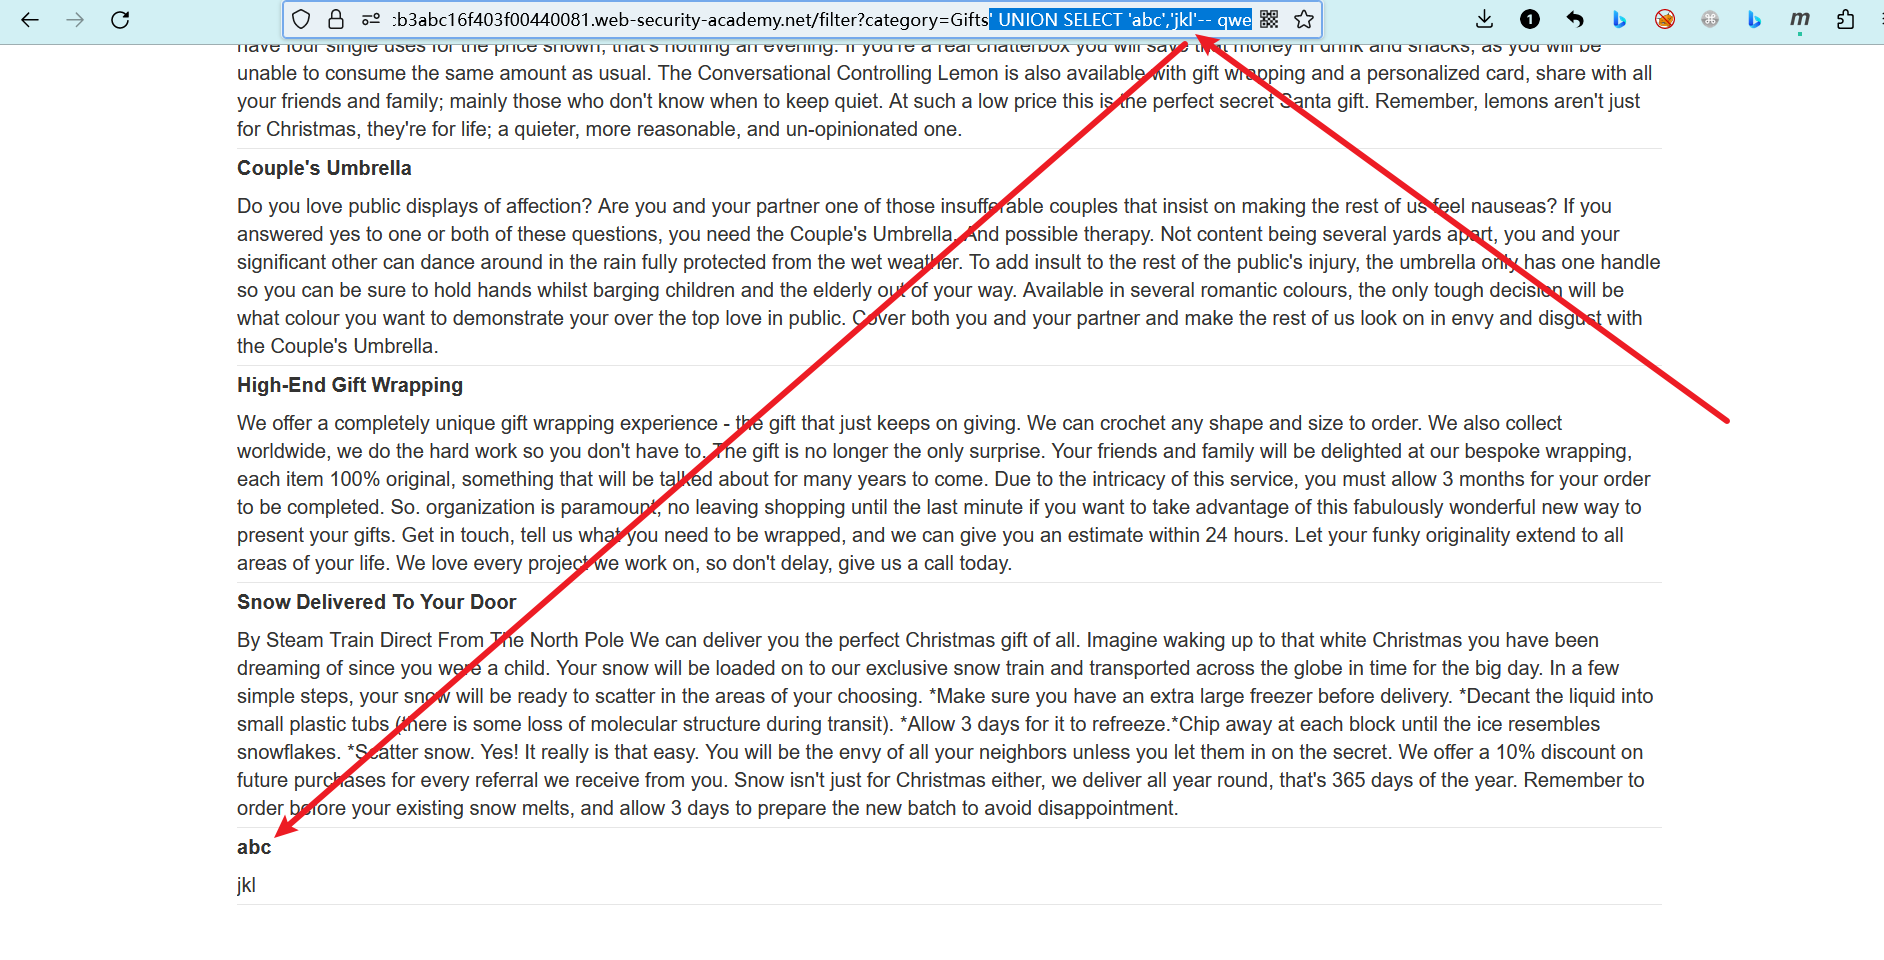 :b3abc16f403f00440081.web-security-academy.net/filter?category=Gifts' UNION SELECT 'abc','jkl'-- qwe
1
m
have four single uses for the price shown, that's nothing an evening. If you're a real chatterbox you will save that money in drink and snacks, as you will be
unable to consume the same amount as usual. The Conversational Controlling Lemon is also available with gift wrapping and a personalized card, share with all
your friends and family; mainly those who don't know when to keep quiet. At such a low price this is the perfect secret Santa gift. Remember, lemons aren't just
for Christmas, they're for life; a quieter, more reasonable, and un-opinionated one.
Couple's Umbrella
Do you love public displays of affection? Are you and your partner one of those insufferable couples that insist on making the rest of us feel nauseas? If you
answered yes to one or both of these questions, you need the Couple's Umbrella. And possible therapy. Not content being several yards apart, you and your
significant other can dance around in the rain fully protected from the wet weather. To add insult to the rest of the public's injury, the umbrella only has one handle
so you can be sure to hold hands whilst barging children and the elderly out of your way. Available in several romantic colours, the only tough decision will be
what colour you want to demonstrate your over the top love in public. Cover both you and your partner and make the rest of us look on in envy and disgust with
the Couple's Umbrella.
High-End Gift Wrapping
We offer a completely unique gift wrapping experience - the gift that just keeps on giving. We can crochet any shape and size to order. We also collect
worldwide, we do the hard work so you don't have to. The gift is no longer the only surprise. Your friends and family will be delighted at our bespoke wrapping,
each item 100% original, something that will be talked about for many years to come. Due to the intricacy of this service, you must allow 3 months for your order
to be completed. So. organization is paramount, no leaving shopping until the last minute if you want to take advantage of this fabulously wonderful new way to
present your gifts. Get in touch, tell us what you need to be wrapped, and we can give you an estimate within 24 hours. Let your funky originality extend to all
areas of your life. We love every project we work on, so don't delay, give us a call today.
Snow Delivered To Your Door
By Steam Train Direct From The North Pole We can deliver you the perfect Christmas gift of all. Imagine waking up to that white Christmas you have been
dreaming of since you were a child. Your snow will be loaded on to our exclusive snow train and transported across the globe in time for the big day. In a few
simple steps, your snow will be ready to scatter in the areas of your choosing. *Make sure you have an extra large freezer before delivery. *Decant the liquid into
small plastic tubs (there is some loss of molecular structure during transit). *Allow 3 days for it to refreeze.*Chip away at each block until the ice resembles
snowflakes. *Scatter snow. Yes! It really is that easy. You will be the envy of all your neighbors unless you let them in on the secret. We offer a 10% discount on
future purchases for every referral we receive from you. Snow isn't just for Christmas either, we deliver all year round, that's 365 days of the year. Remember to
order before your existing snow melts, and allow 3 days to prepare the new batch to avoid disappointment.
abc
jkl